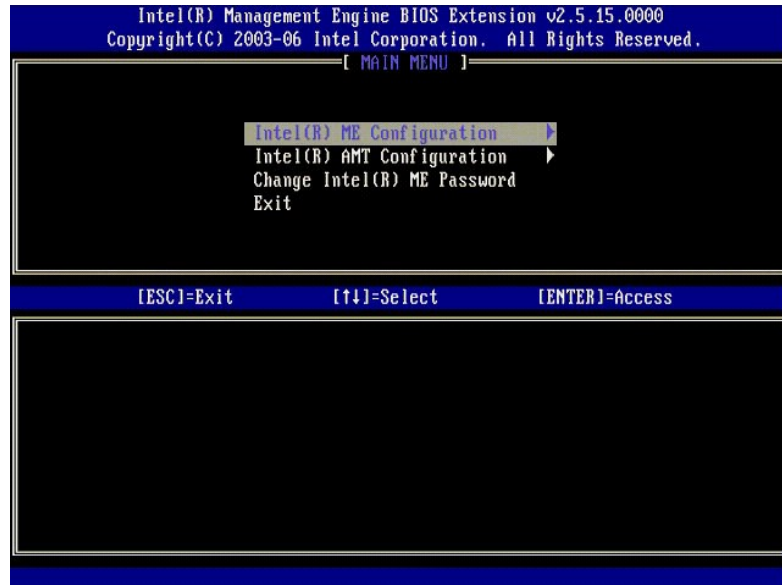 Intel(R) Management Engine BIOS Extension v2.5.15.0000
Copyright(C) 2003-06 Intel Corporation. All Rights Reserved.
[ MAIN MENU ]
Intel(R) ME Configuration ►
Intel(R) AMT Configuration ►
Change Intel(R) ME Password
Exit
[ESC]=Exit [↑↓]=Select [ENTER]=Access